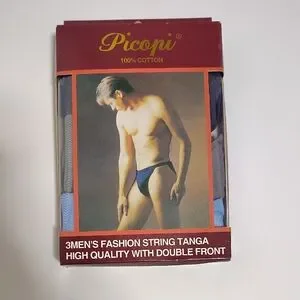 Picopi®
100% COTTON
3MEN'S FASHION STRING TANGA
HIGH QUALITY WITH DOUBLE FRONT